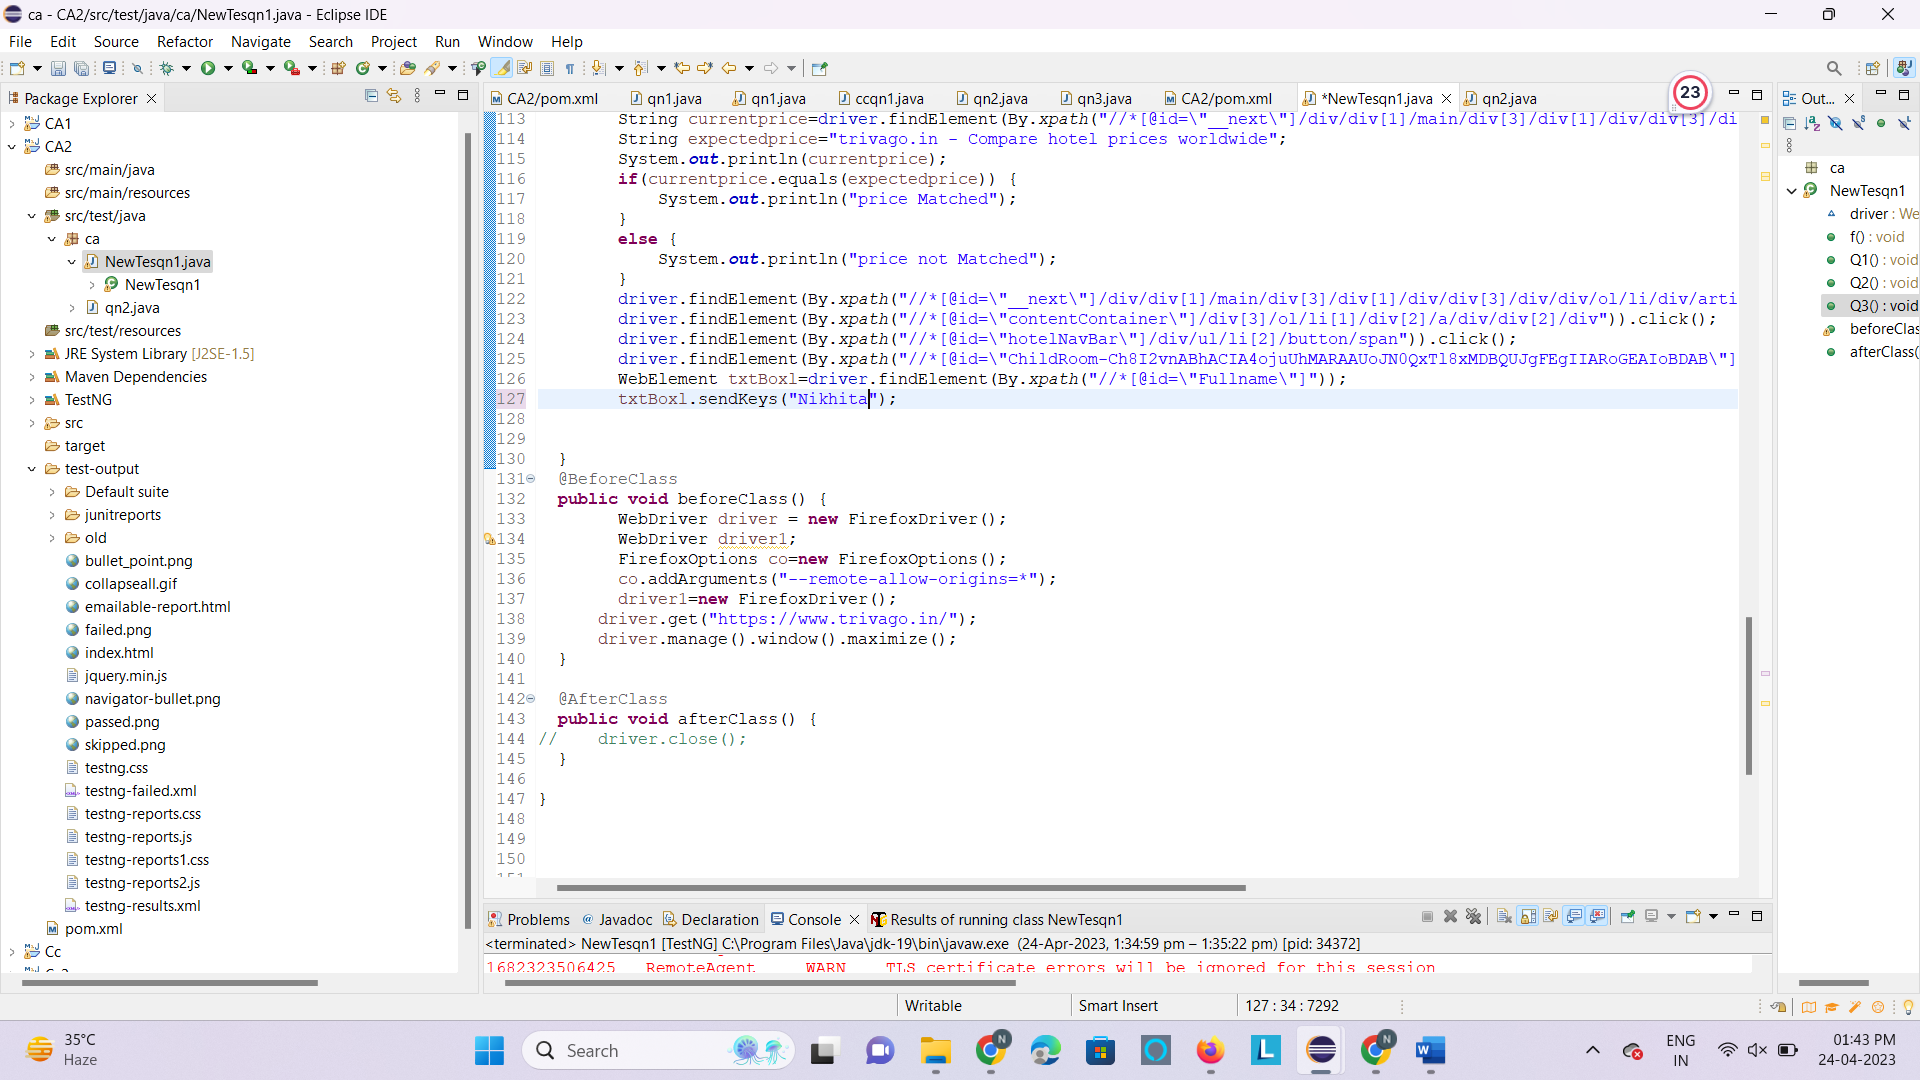 ca - CA2/src/test/java/ca/NewTesqn1.java - Eclipse IDE
File Edit Source Refactor Navigate Search Project Run Window Help
Package Explorer
CA1
CA2
src/main/java
src/main/resources
src/test/java
ca
NewTesqn1.java
NewTesqn1
qn2.java
src/test/resources
JRE System Library [J2SE-1.5]
Maven Dependencies
TestNG
src
target
test-output
Default suite
junitreports
old
bullet_point.png
collapseall.gif
emailable-report.html
failed.png
index.html
jquery.min.js
navigator-bullet.png
passed.png
skipped.png
testng.css
testng-failed.xml
testng-reports.css
testng-reports.js
testng-reports1.css
testng-reports2.js
testng-results.xml
pom.xml
Cc
CA2/pom.xml qn1.java qn1.java ccqn1.java qn2.java qn3.java CA2/pom.xml *NewTesqn1.java qn2.java
23
113 String currentprice=driver.findElement(By.xpath("//*[@id=\"__next\"]/div/div[1]/main/div[3]/div[1]/div/div[3]/di
114 String expectedprice="trivago.in - Compare hotel prices worldwide";
115 System.out.println(currentprice);
116 if(currentprice.equals(expectedprice)) {
117 System.out.println("price Matched");
118 }
119 else {
120 System.out.println("price not Matched");
121 }
122 driver.findElement(By.xpath("//*[@id=\"__next\"]/div/div[1]/main/div[3]/div[1]/div/div[3]/div/div/ol/li/div/arti
123 driver.findElement(By.xpath("//*[@id=\"contentContainer\"]/div[3]/ol/li[1]/div[2]/a/div/div[2]/div")).click();
124 driver.findElement(By.xpath("//*[@id=\"hotelNavBar\"]/div/ul/li[2]/button/span")).click();
125 driver.findElement(By.xpath("//*[@id=\"ChildRoom-Ch8I2vnABhACIA4ojuUhMARAAUoJN0QxTl8xMDBQUJgFEgIIARoGEAIoBDAB\"]
126 WebElement txtBoxl=driver.findElement(By.xpath("//*[@id=\"Fullname\"]"));
127 txtBoxl.sendKeys("Nikhita");
128
129
130 }
131 @BeforeClass
132 public void beforeClass() {
133 WebDriver driver = new FirefoxDriver();
134 WebDriver driver1;
135 FirefoxOptions co=new FirefoxOptions();
136 co.addArguments("--remote-allow-origins=*");
137 driver1=new FirefoxDriver();
138 driver.get("https://www.trivago.in/");
139 driver.manage().window().maximize();
140 }
141
142 @AfterClass
143 public void afterClass() {
144 // driver.close();
145 }
146
147 }
148
149
150
Out...
ca
NewTesqn1
driver : We
f() : void
Q1() : void
Q2() : void
Q3() : void
beforeClas
afterClass(
Problems @ Javadoc Declaration Console Results of running class NewTesqn1
<terminated> NewTesqn1 [TestNG] C:\Program Files\Java\jdk-19\bin\javaw.exe (24-Apr-2023, 1:34:59 pm – 1:35:22 pm) [pid: 34372]
1682323506425 RemoteAgent WARN TLS certificate errors will be ignored for this session
Writable Smart Insert 127 : 34 : 7292
35°C
Haze
Search
ENG
IN
01:43 PM
24-04-2023